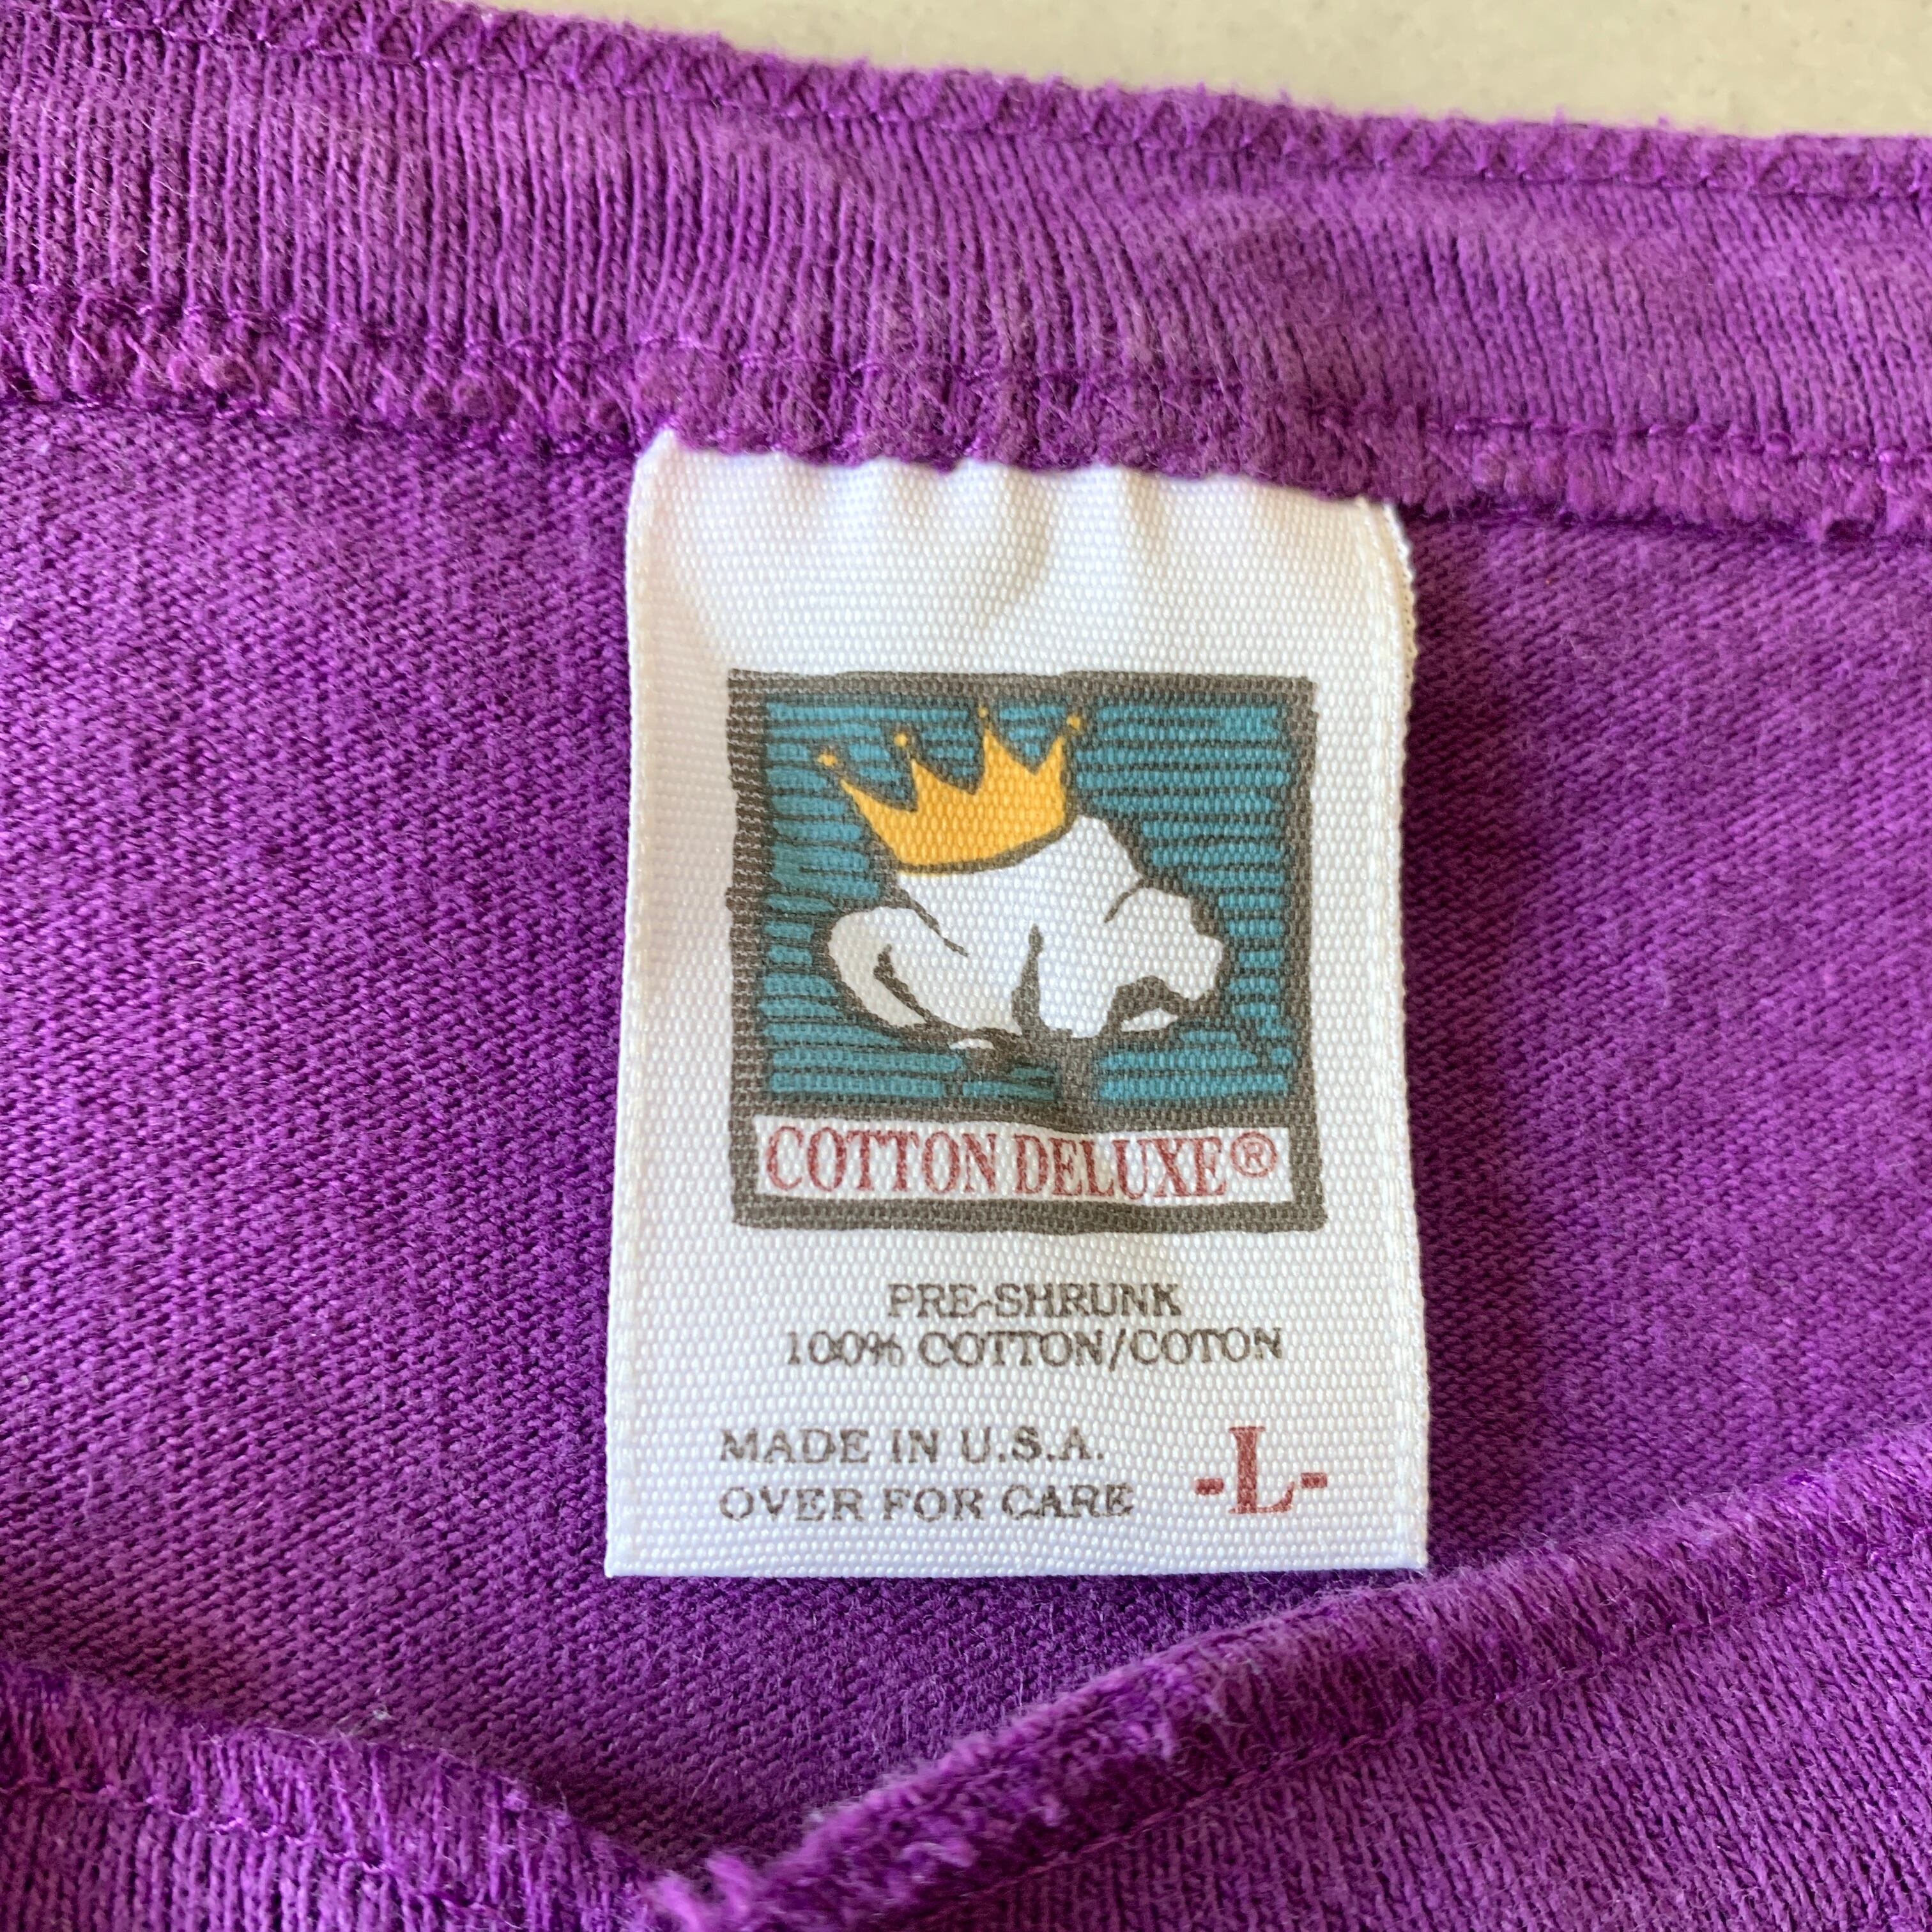 COTTON DELUXE®
PRE-SHRUNK
100% COTTON/COTON
MADE IN U.S.A.
OVER FOR CARE
-L-